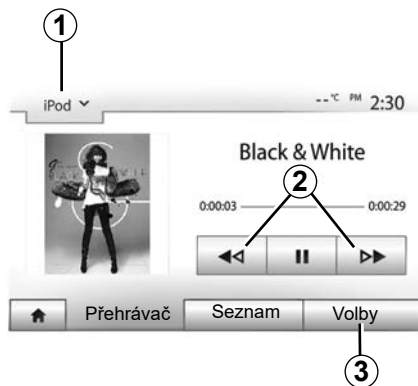 1
iPod
--°C PM 2:30
Black & White
2
0:00:03 0:00:29
Přehrávač Seznam Volby
3